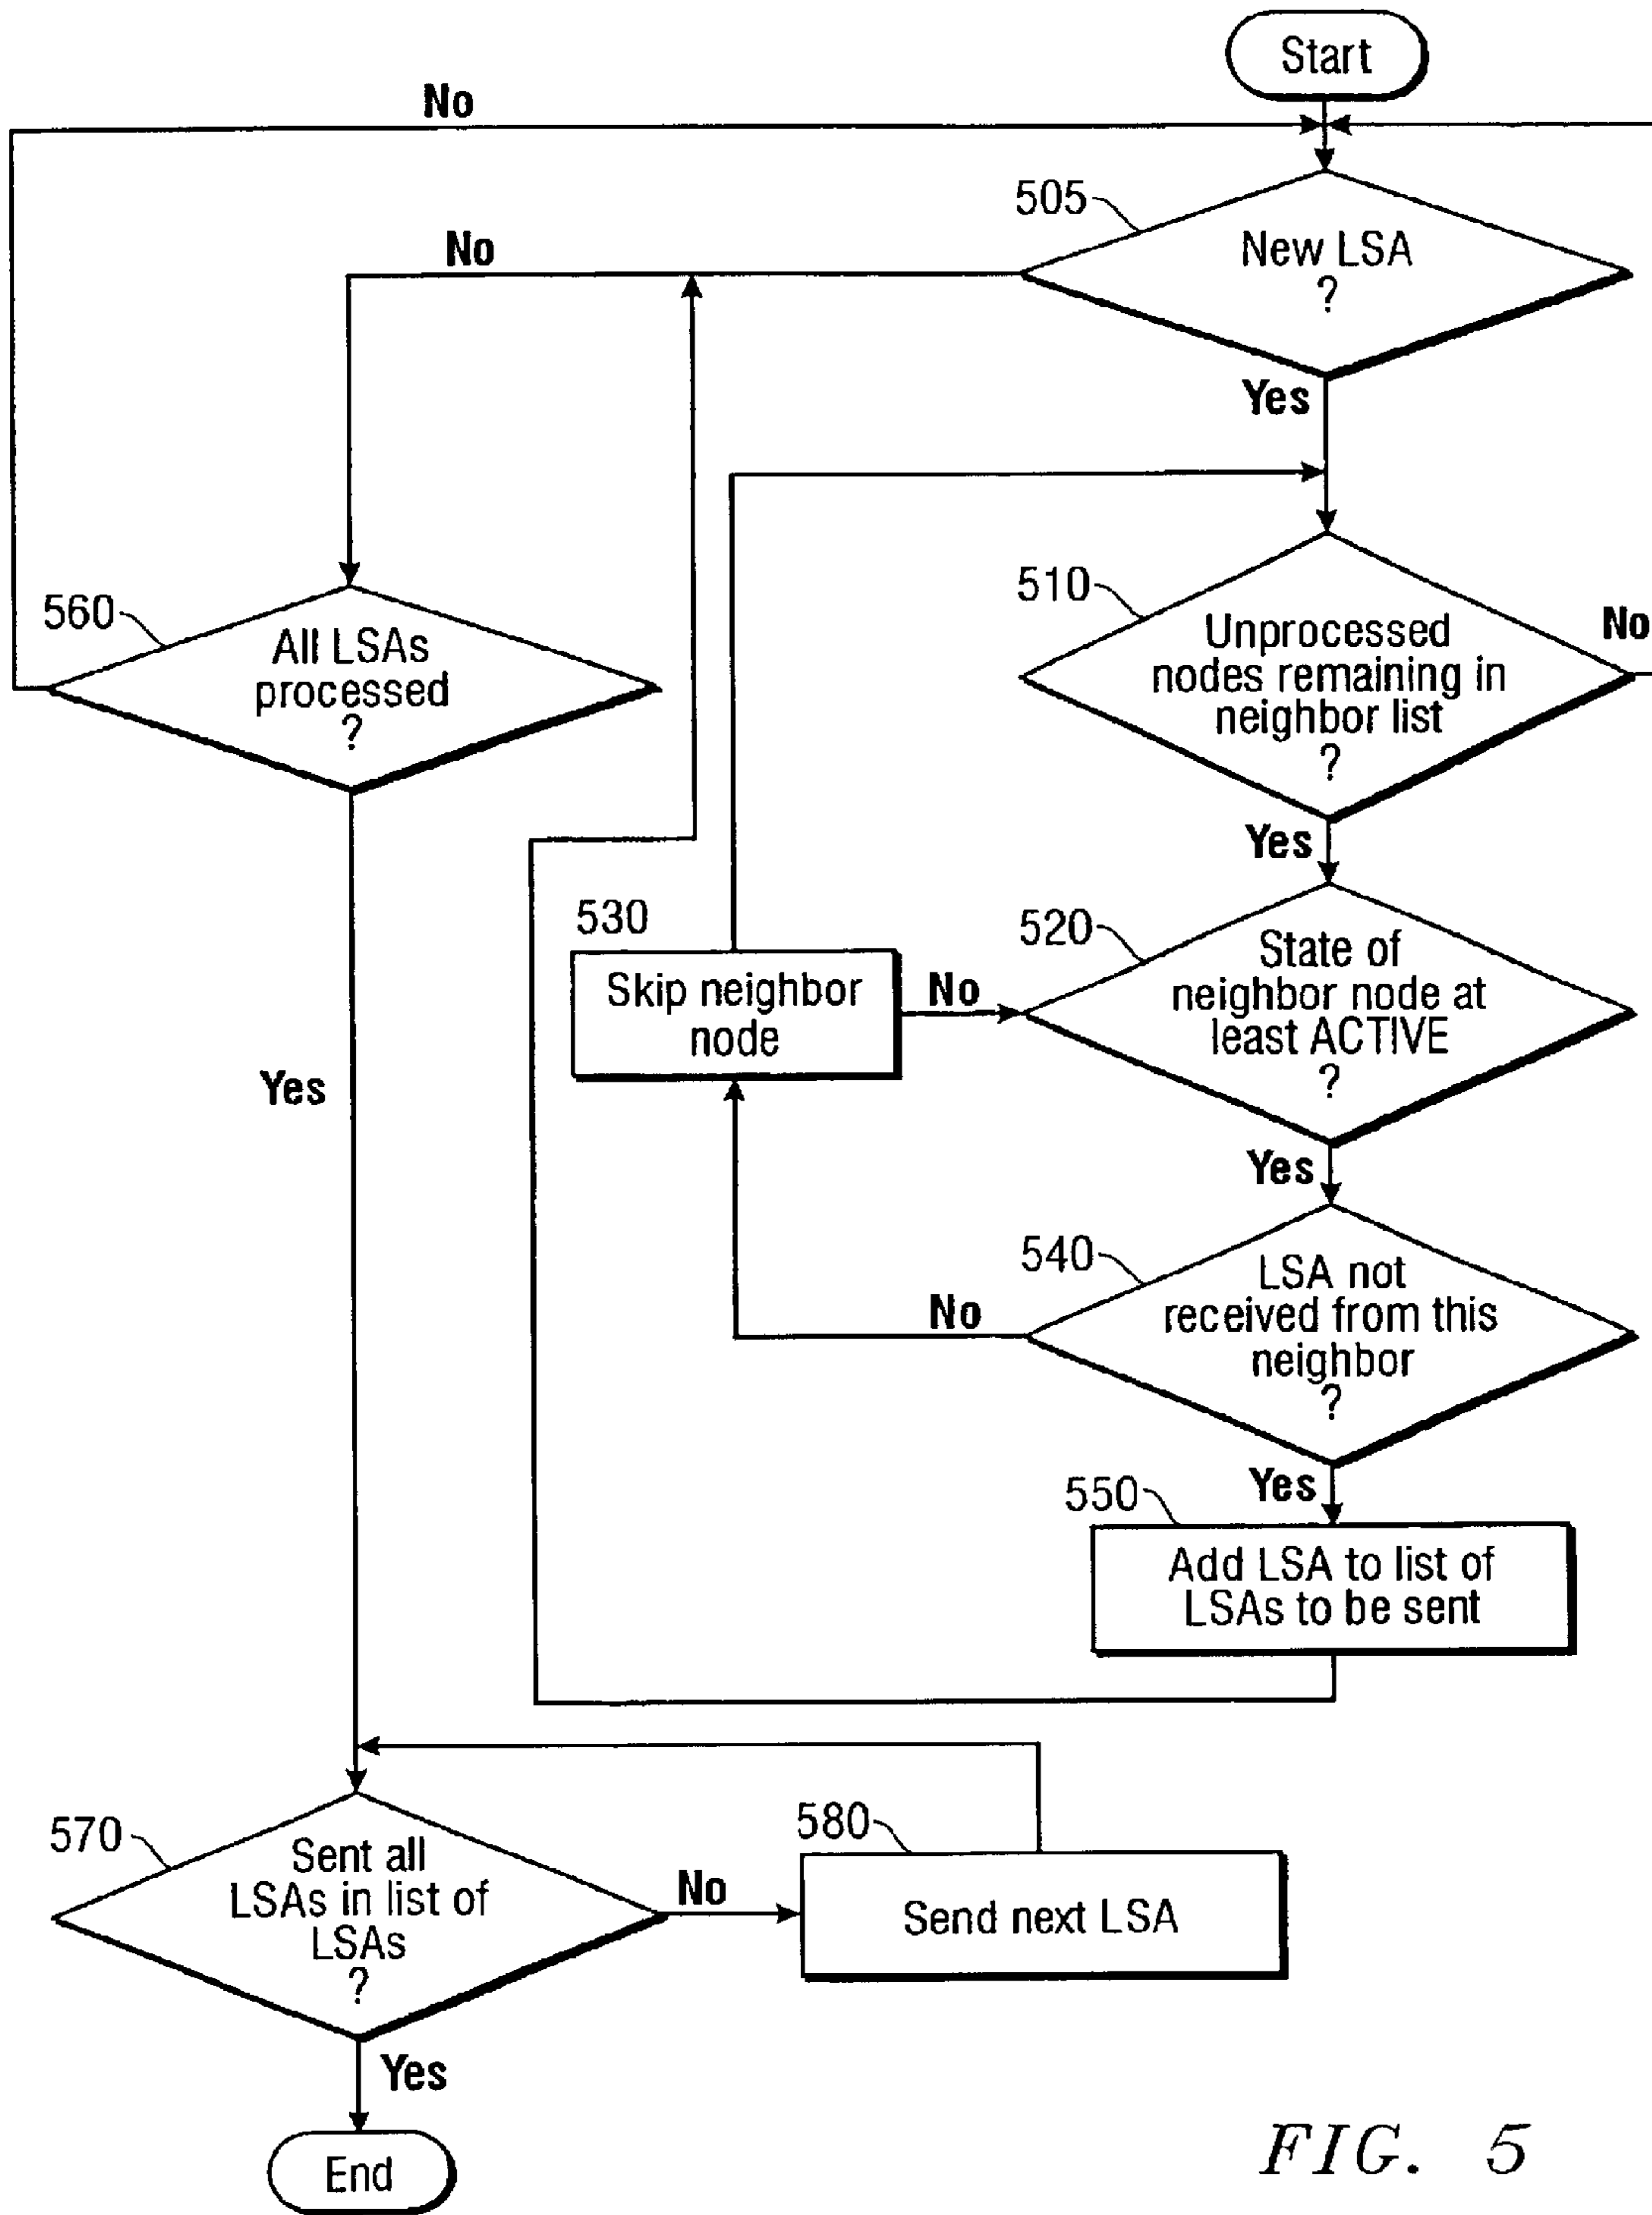 Start
No
505
New LSA
?
No
Yes
510
Unprocessed
nodes remaining in
neighbor list
?
No
560
All LSAs
processed
?
Yes
530
Skip neighbor
node
No
520
State of
neighbor node at
least ACTIVE
?
Yes
Yes
540
LSA not
received from this
neighbor
?
No
Yes
550
Add LSA to list of
LSAs to be sent
570
Sent all
LSAs in list of
LSAs
?
No
580
Send next LSA
Yes
End
FIG. 5